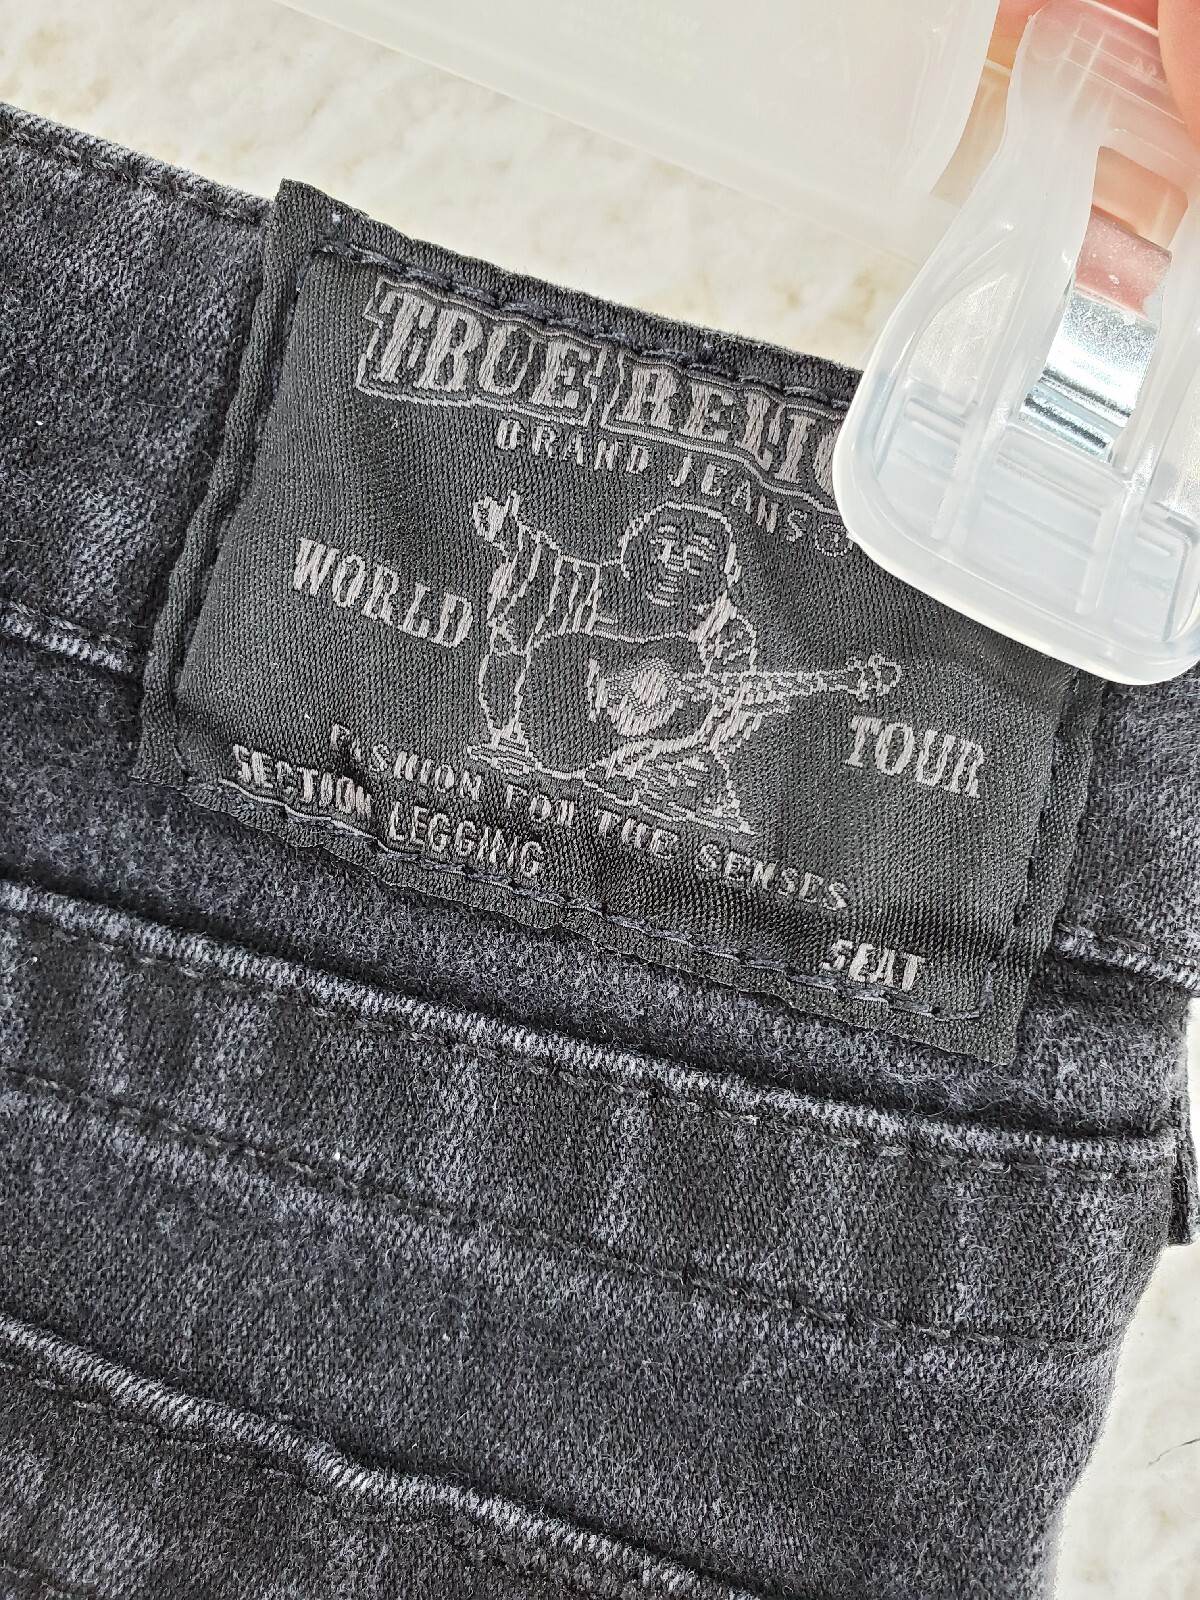 TRUE RELIG
BRAND JEANS®
WORLD TOUR
FASHION FOR THE SENSES
SECTION LEGGING
SEAT